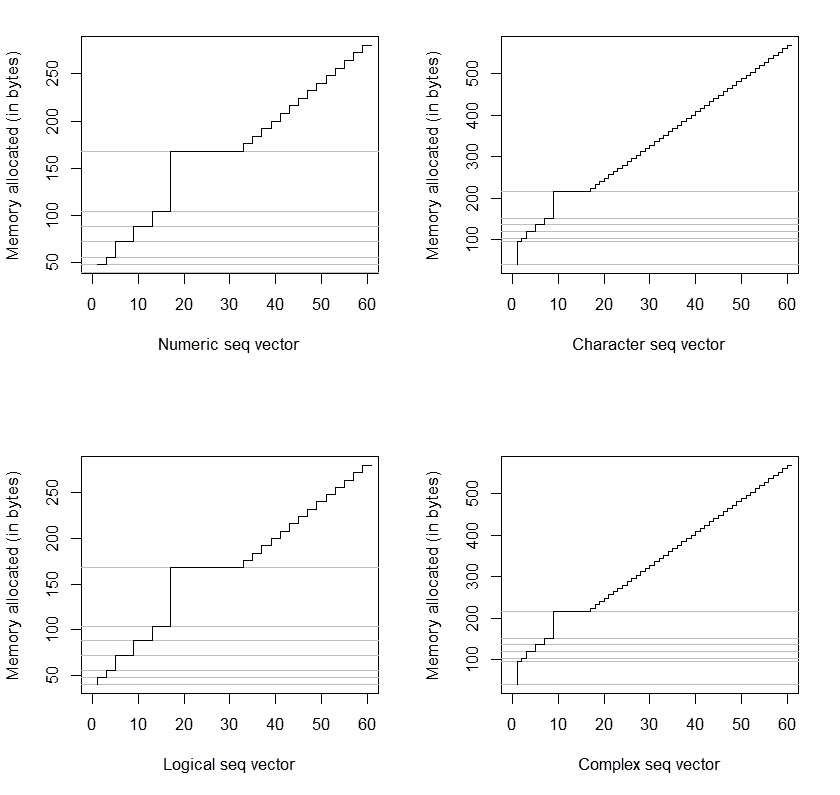 Memory allocated (in bytes)
50 100 150 200 250
0 10 20 30 40 50 60
Numeric seq vector
Memory allocated (in bytes)
100 200 300 400 500
0 10 20 30 40 50 60
Character seq vector
Memory allocated (in bytes)
50 100 150 200 250
0 10 20 30 40 50 60
Logical seq vector
Memory allocated (in bytes)
100 200 300 400 500
0 10 20 30 40 50 60
Complex seq vector